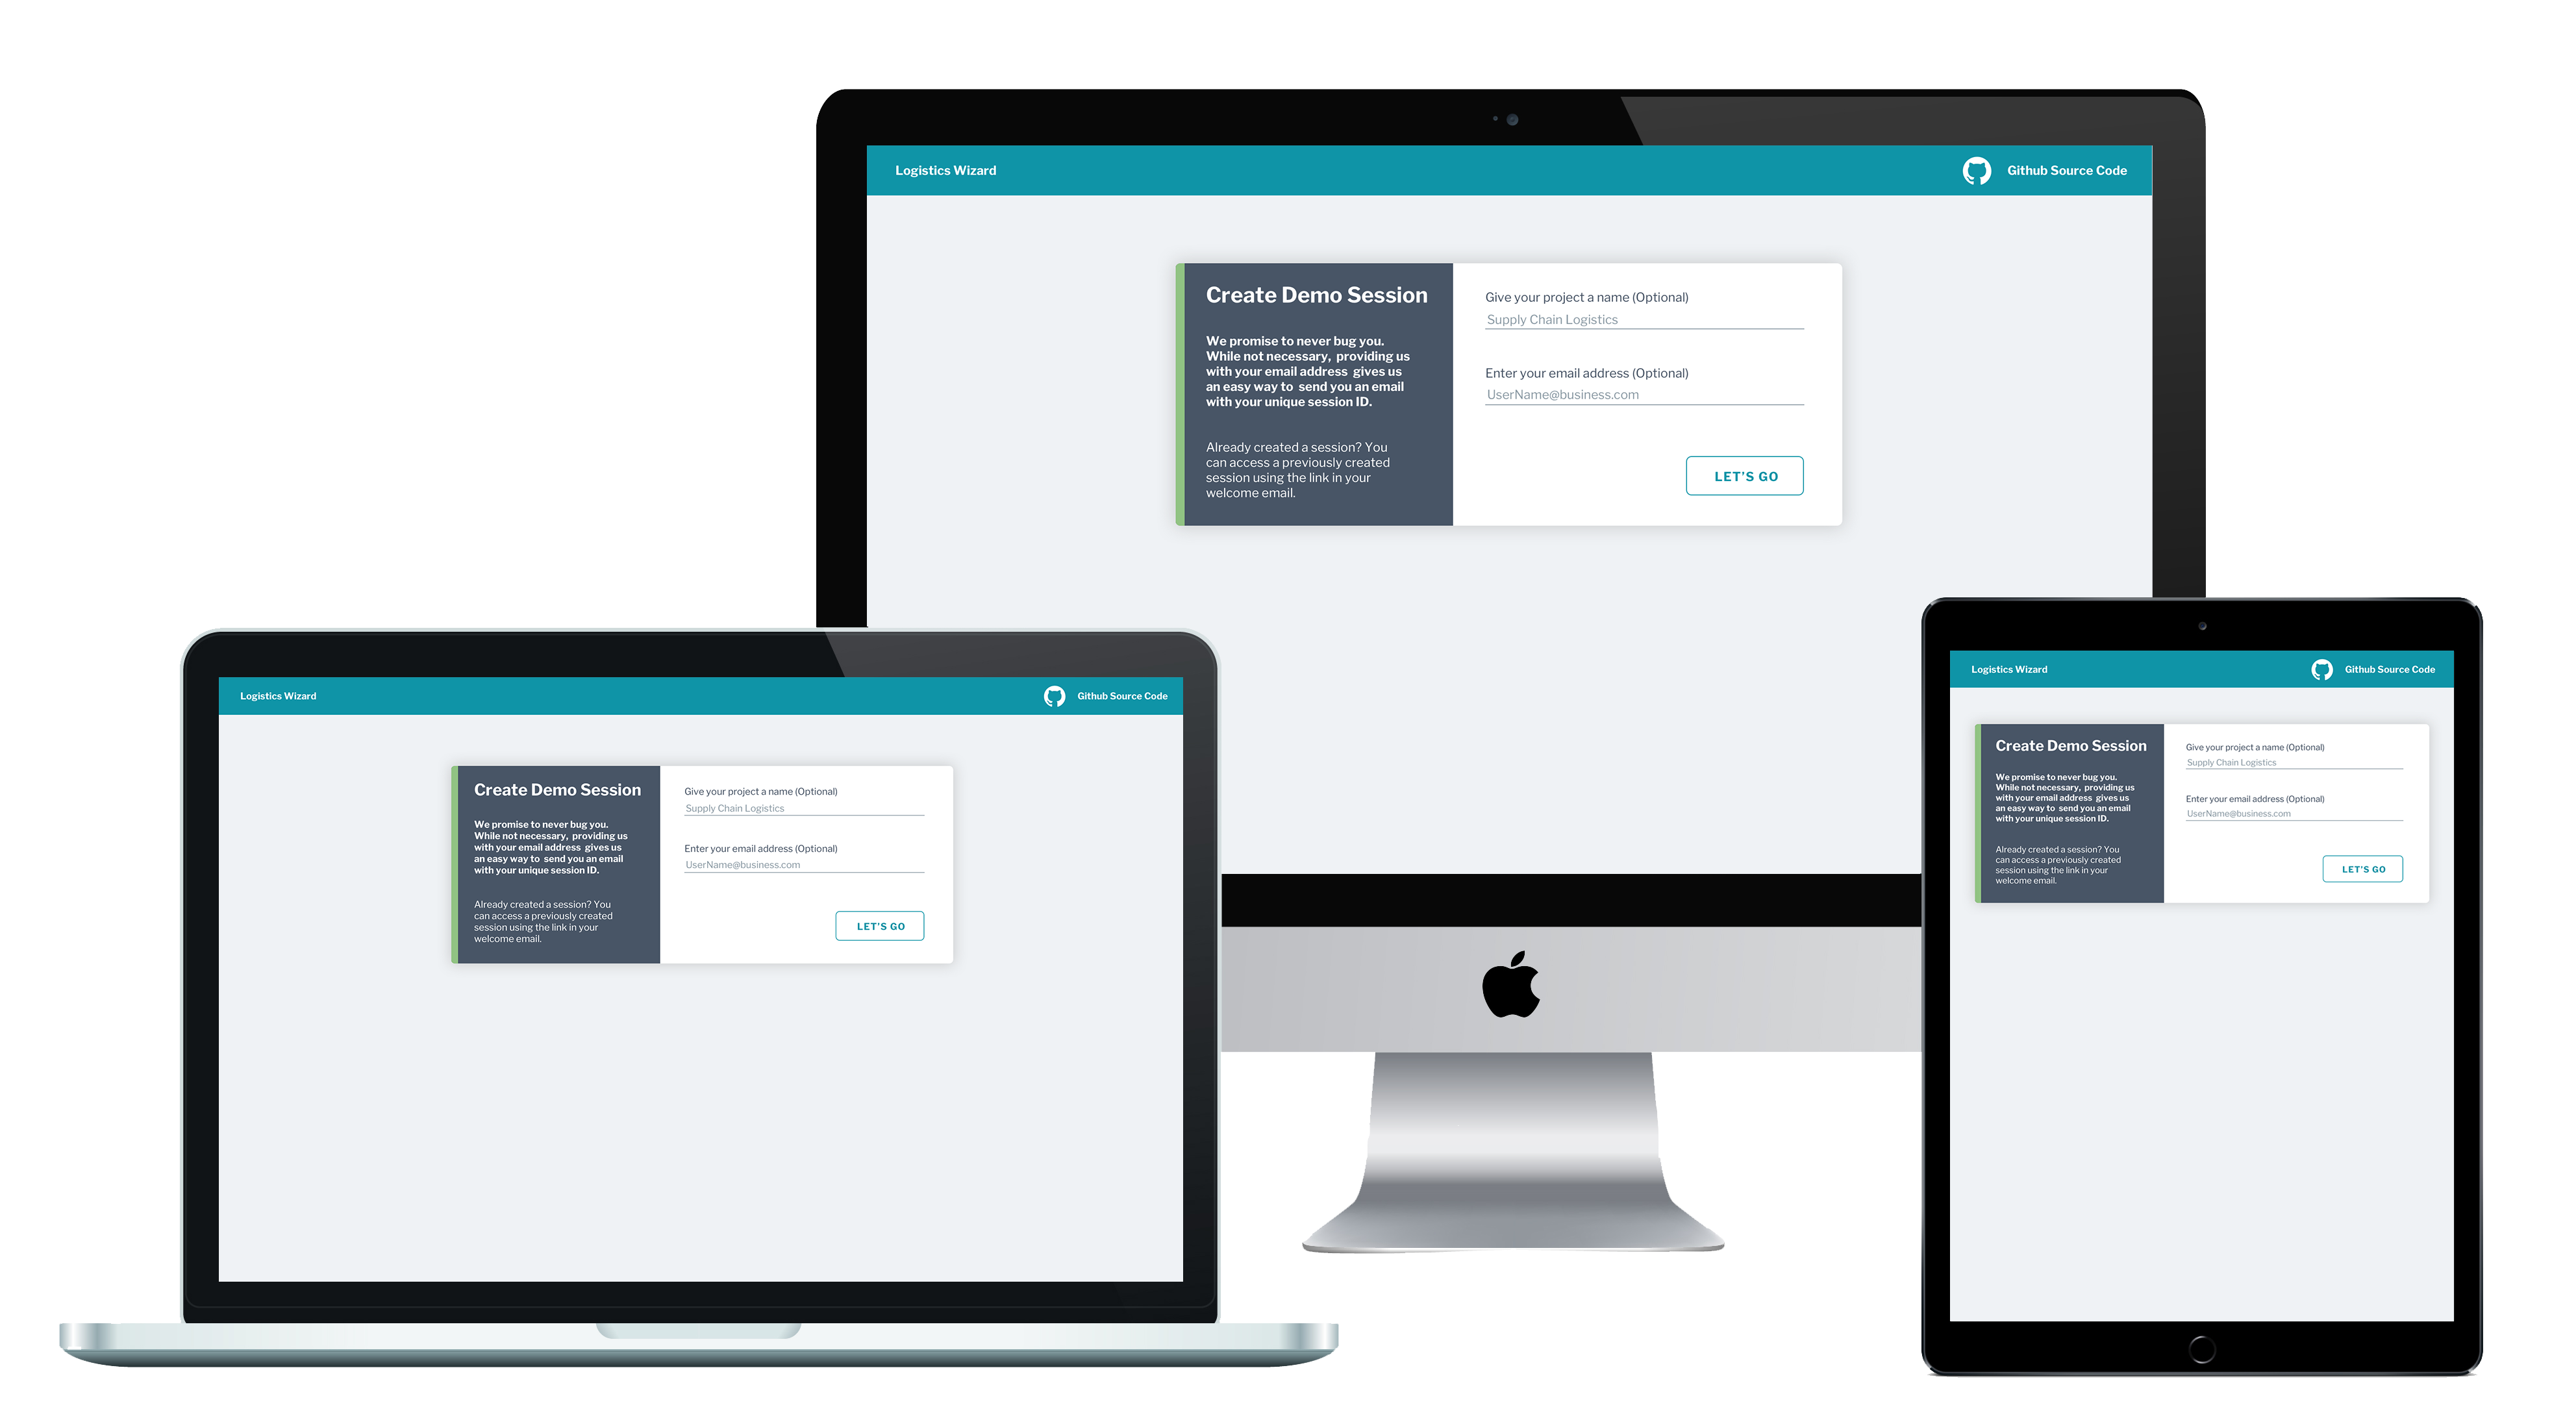 Logistics Wizard
Github Source Code
Create Demo Session
We promise to never bug you.
While not necessary, providing us
with your email address gives us
an easy way to send you an email
with your unique session ID.
Already created a session? You
can access a previously created
session using the link in your
welcome email.
Give your project a name (Optional)
Supply Chain Logistics
Enter your email address (Optional)
UserName@business.com
LET'S GO
Logistics Wizard
Github Source Code
Create Demo Session
We promise to never bug you.
While not necessary, providing us
with your email address gives us
an easy way to send you an email
with your unique session ID.
Already created a session? You
can access a previously created
session using the link in your
welcome email.
Give your project a name (Optional)
Supply Chain Logistics
Enter your email address (Optional)
UserName@business.com
LET'S GO
Logistics Wizard
Github Source Code
Create Demo Session
We promise to never bug you.
While not necessary, providing us
with your email address gives us
an easy way to send you an email
with your unique session ID.
Already created a session? You
can access a previously created
session using the link in your
welcome email.
Give your project a name (Optional)
Supply Chain Logistics
Enter your email address (Optional)
UserName@business.com
LET'S GO